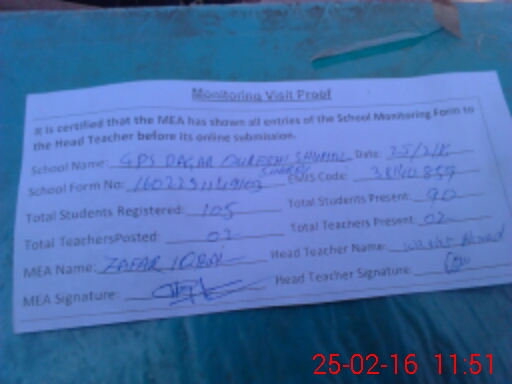 Monitoring Visit Proof
It is certified that the MEA has shown all entries of the School Monitoring Form to
the Head Teacher before its online submission.
School Name: GPS DAGAR Date: 25/2/
School Form No: EMIS Code:
Total Students Registered: 105 Total Students Present: 90
Total TeachersPosted: 02 Total Teachers Present: 02
MEA Name: ZAFAR IQBAL Head Teacher Name: Ahmad
MEA Signature: Head Teacher Signature:
25-02-16 11:51